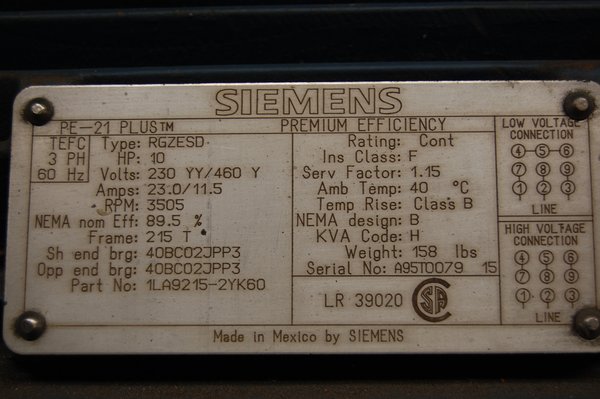 SIEMENS
PE-21 PLUS™ PREMIUM EFFICIENCY
TEFC
3 PH
60 Hz
Type: RGZESD
HP: 10
Volts: 230 YY/460 Y
Amps: 23.0/11.5
RPM: 3505
NEMA nom Eff: 89.5 %
Frame: 215 T
Sh end brg: 40BC02JPP3
Opp end brg: 40BC02JPP3
Part No: 1LA9215-2YK60
Rating: Cont
Ins Class: F
Serv Factor: 1.15
Amb Temp: 40 °C
Temp Rise: Class B
NEMA design: B
KVA Code: H
Weight: 158 lbs
Serial No: A95T0079 15
LR 39020 SA
LOW VOLTAGE
CONNECTION
4-5-6
7 8 9
1 2 3
LINE
HIGH VOLTAGE
CONNECTION
4 5 6
7 8 9
1 2 3
LINE
Made in Mexico by SIEMENS